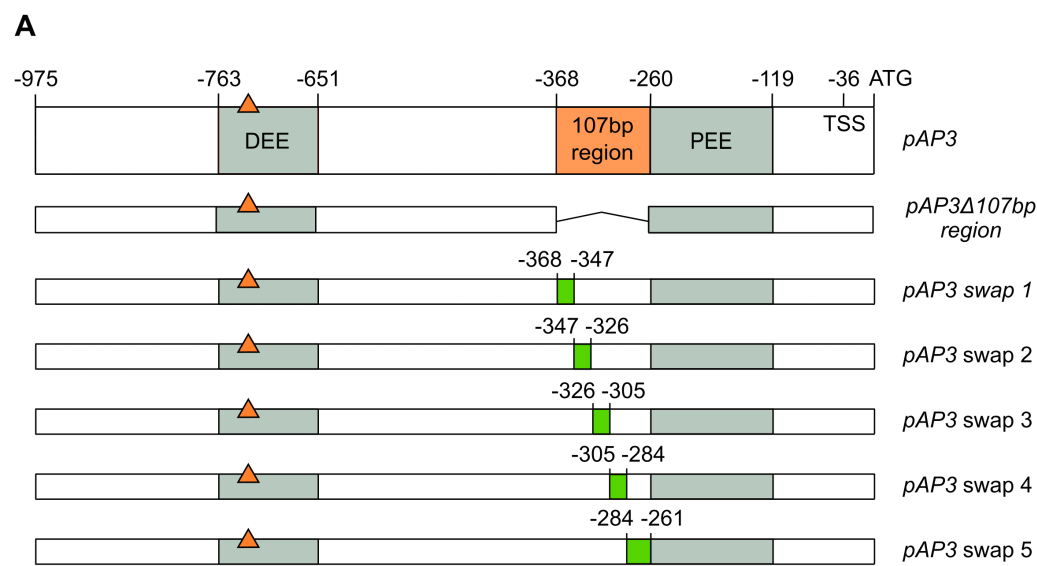 A
-975 -763 -651 -368 -260 -119 -36 ATG
DEE 107bp region PEE TSS pAP3
pAP3Δ107bp
region
-368 -347
pAP3 swap 1
-347 -326
pAP3 swap 2
-326 -305
pAP3 swap 3
-305 -284
pAP3 swap 4
-284 -261
pAP3 swap 5